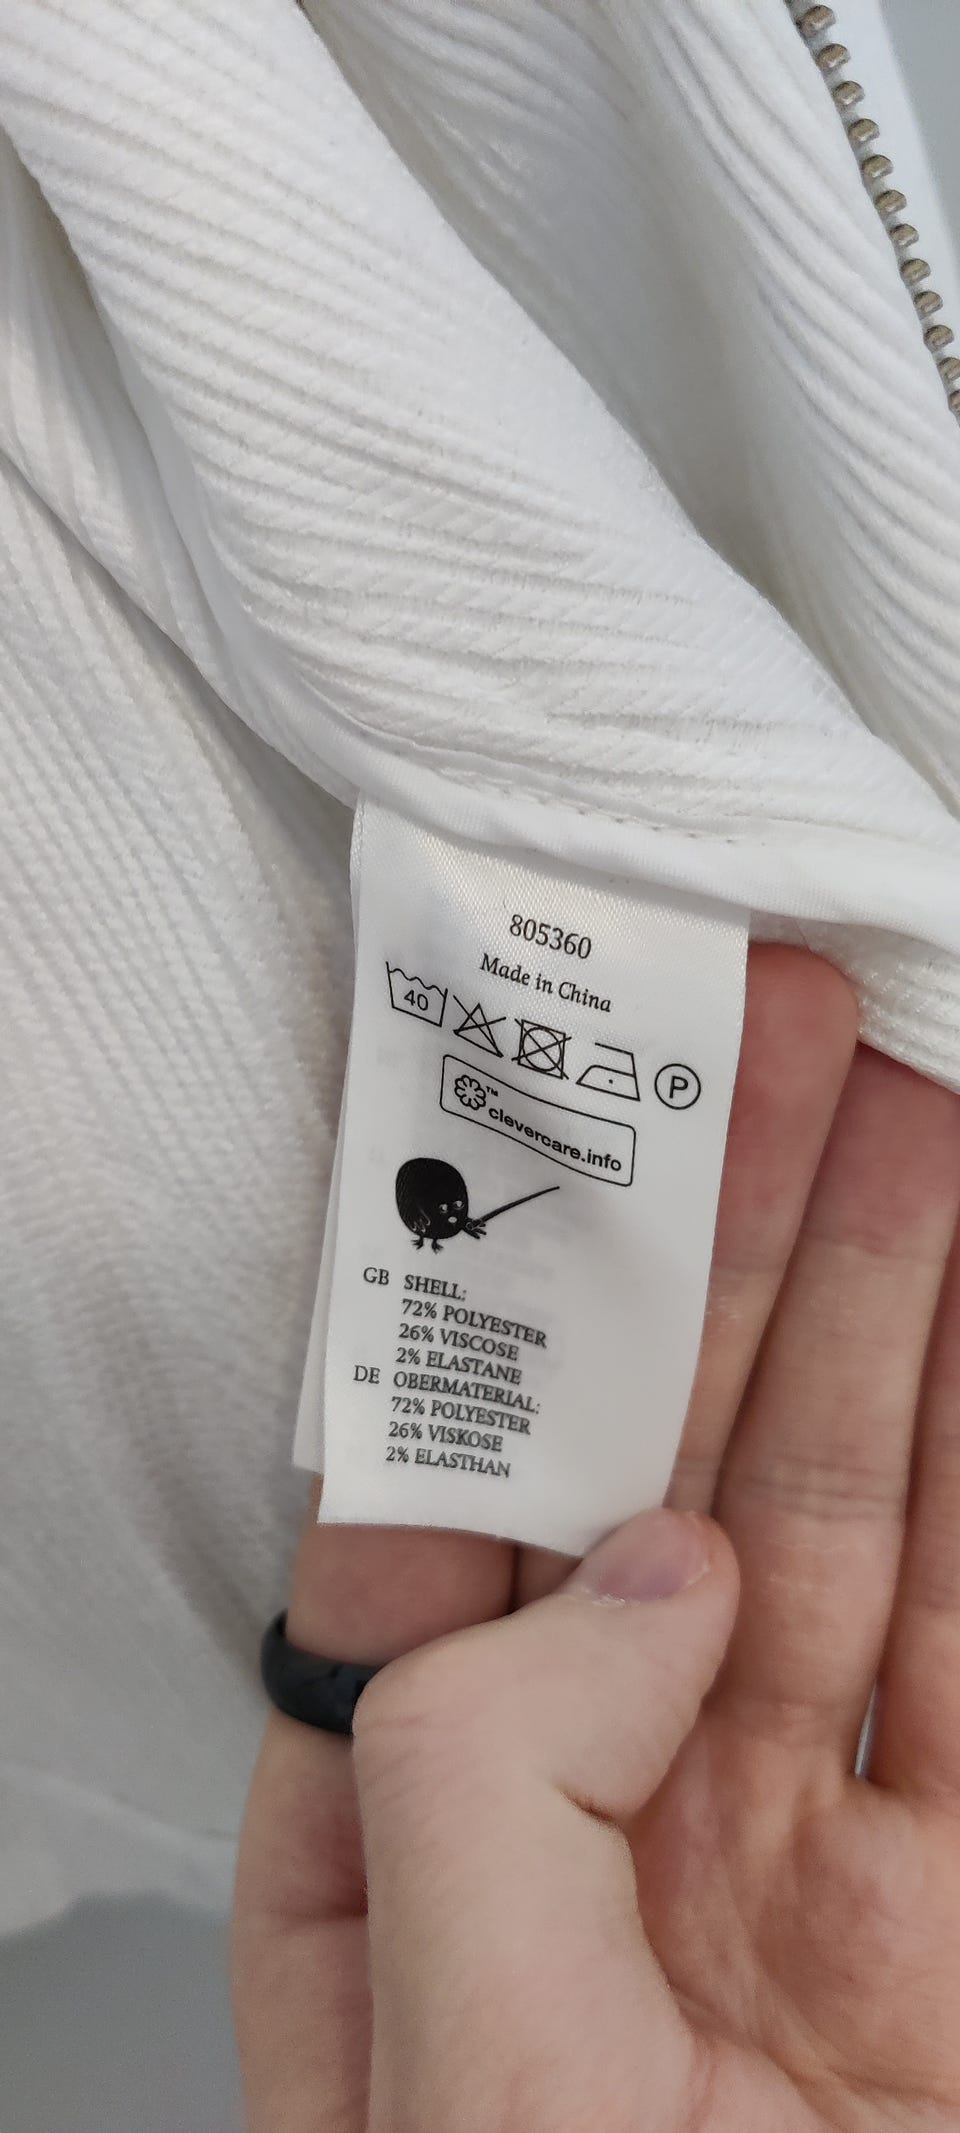 805360
Made in China
40
P
™
clevercare.info
GB SHELL:
72% POLYESTER
26% VISCOSE
2% ELASTANE
DE OBERMATERIAL:
72% POLYESTER
26% VISKOSE
2% ELASTHAN